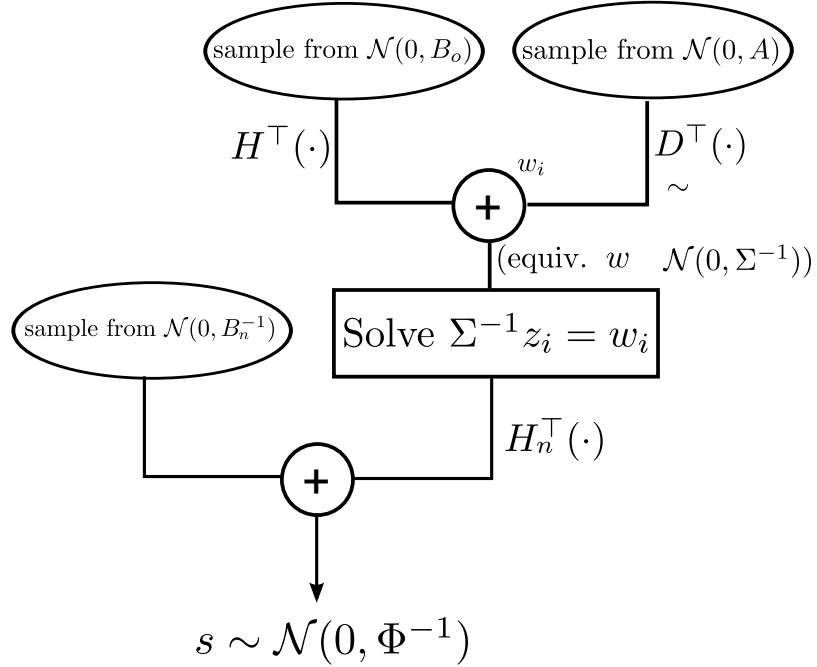 sample from 𝒩(0, B_o)
sample from 𝒩(0, A)
H^⊤(·)
D^⊤(·)
∼
w_i
+
(equiv. w 𝒩(0, Σ^{−1}))
sample from 𝒩(0, B_n^{−1})
Solve Σ^{−1}z_i = w_i
H_n^⊤(·)
+
s ∼ 𝒩(0, Φ^{−1})